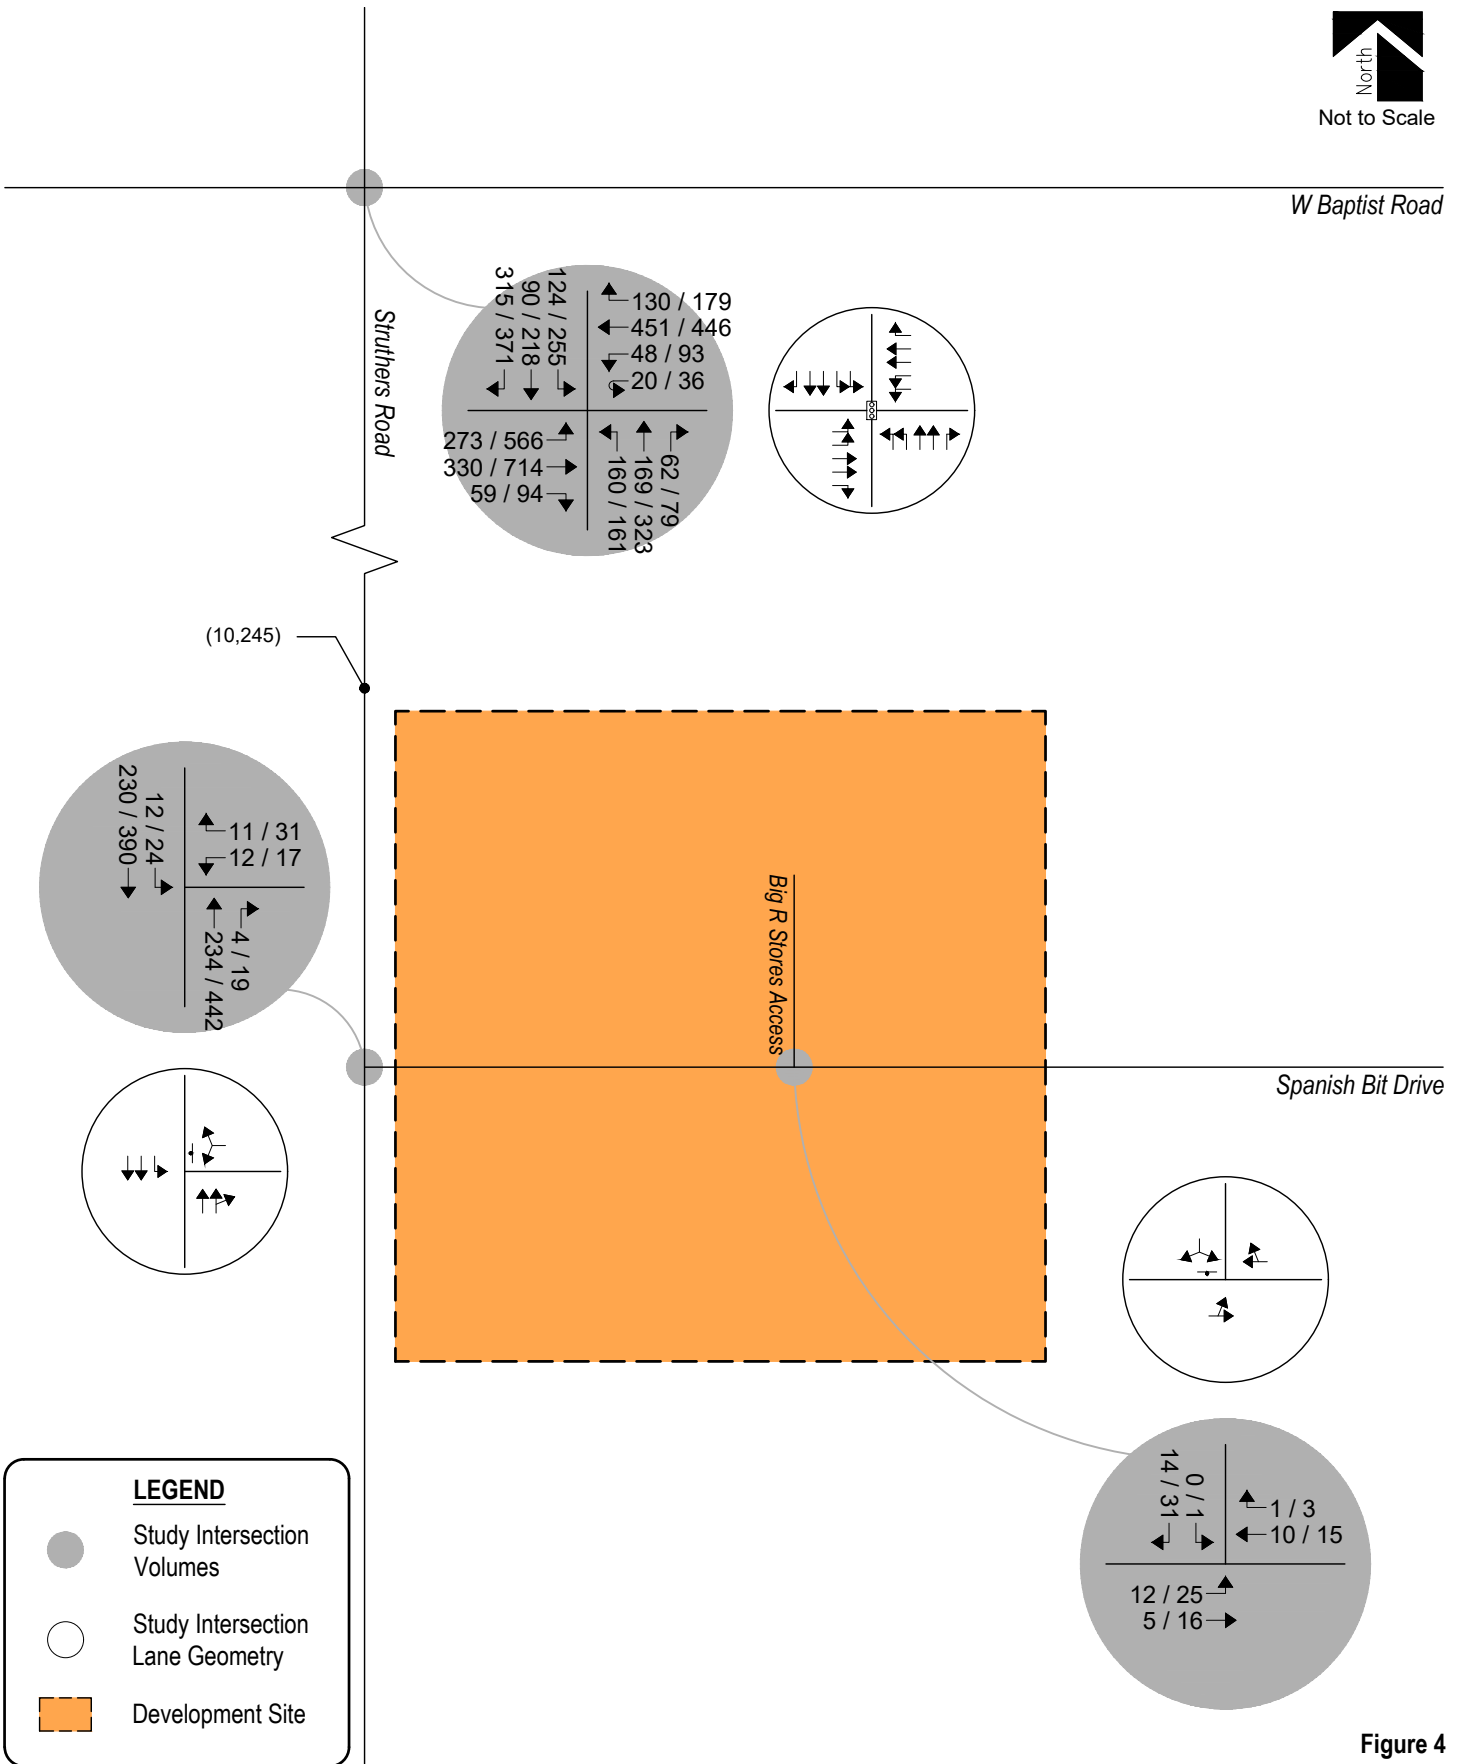 North
Not to Scale
W Baptist Road
Struthers Road
315 / 371
90 / 218
124 / 255
130 / 179
451 / 446
48 / 93
20 / 36
273 / 566
330 / 714
59 / 94
160 / 161
169 / 323
62 / 79
(10,245)
230 / 390
12 / 24
11 / 31
12 / 17
234 / 442
4 / 19
Big R Stores Access
Spanish Bit Drive
14 / 31
0 / 1
1 / 3
10 / 15
12 / 25
5 / 16
LEGEND
Study Intersection
Volumes
Study Intersection
Lane Geometry
Development Site
Figure 4